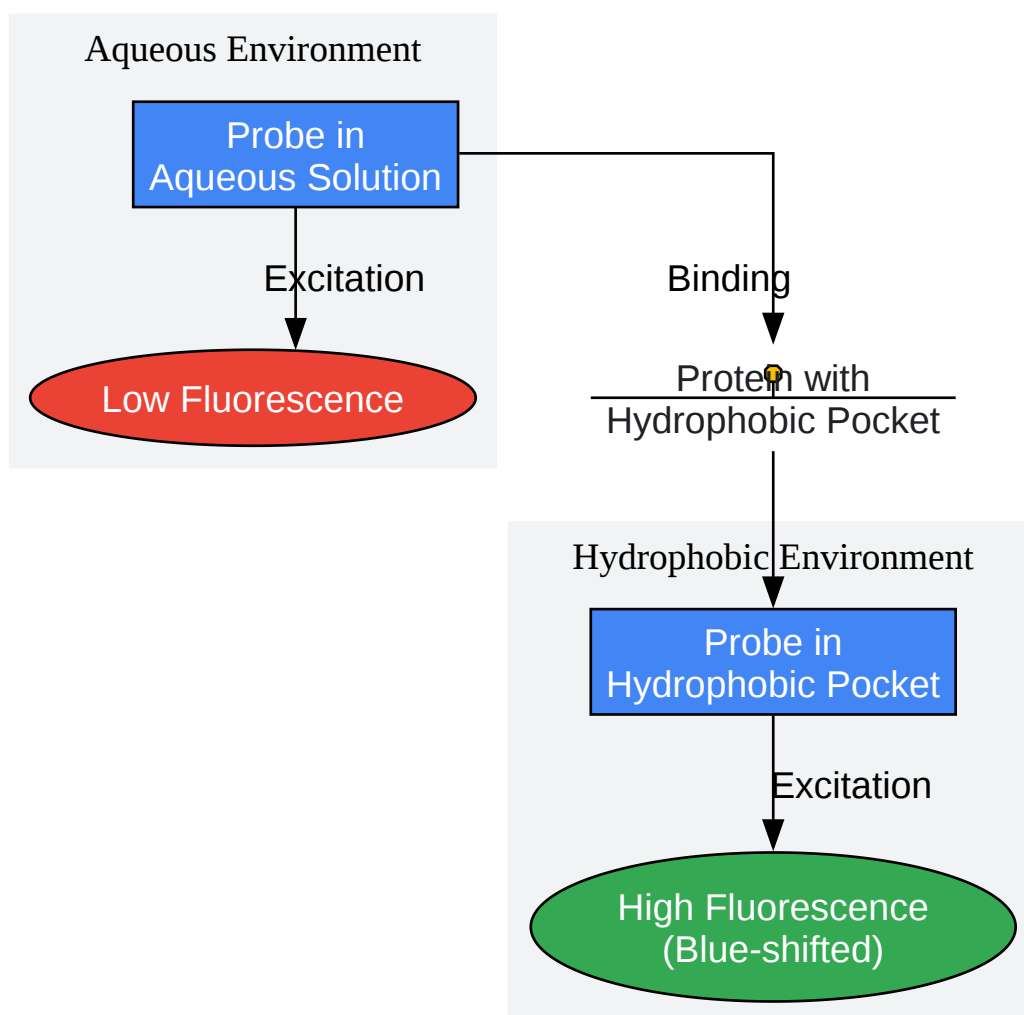 Aqueous Environment
Probe in
Aqueous Solution
Excitation
Low Fluorescence
Binding
Protein with
Hydrophobic Pocket
Hydrophobic Environment
Probe in
Hydrophobic Pocket
Excitation
High Fluorescence
(Blue-shifted)